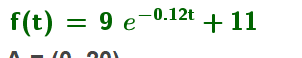 f(t) = 9 e^{-0.12t} + 11